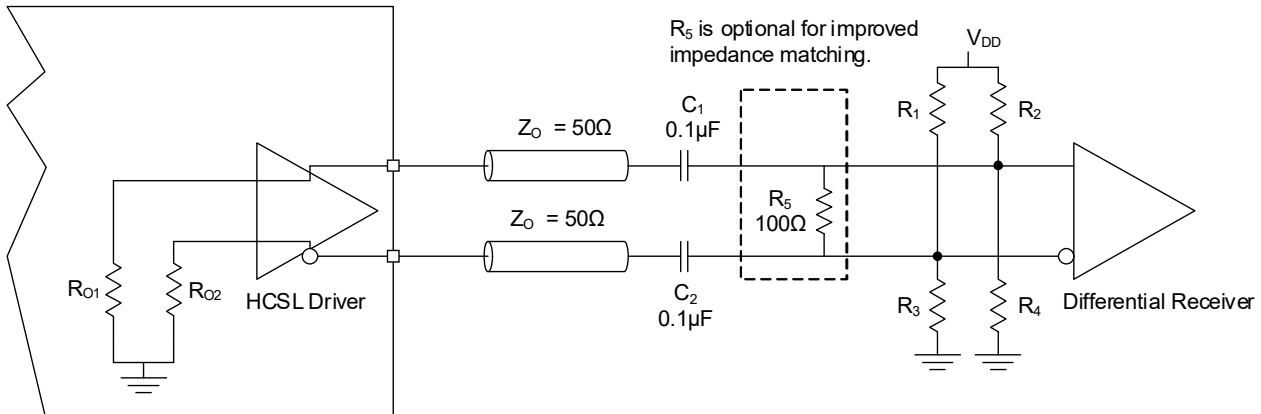 R5 is optional for improved
impedance matching.
VDD
C1
0.1µF
ZO = 50Ω
R1
R2
R5
100Ω
ZO = 50Ω
RO1
RO2
HCSL Driver
C2
0.1µF
R3
R4
Differential Receiver